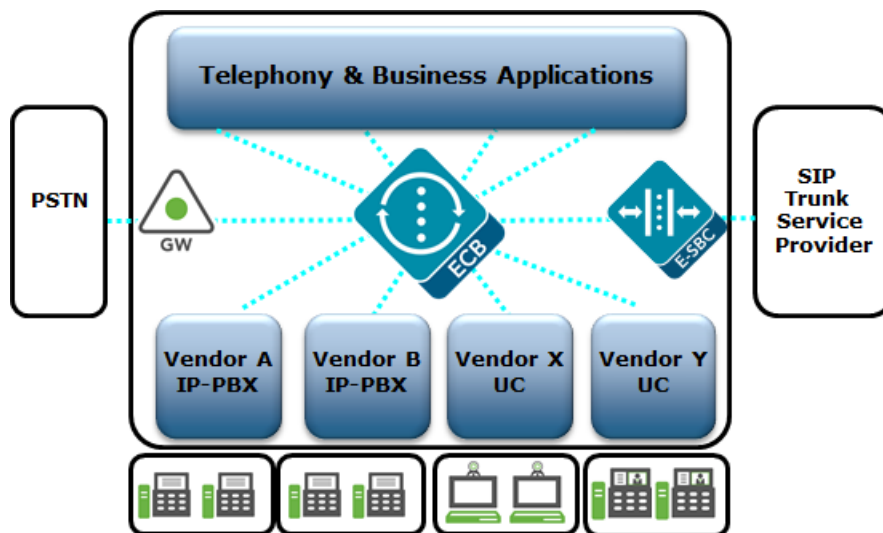 Telephony & Business Applications
PSTN
GW
ECB
E-SBC
SIP
Trunk
Service
Provider
Vendor A
IP-PBX
Vendor B
IP-PBX
Vendor X
UC
Vendor Y
UC